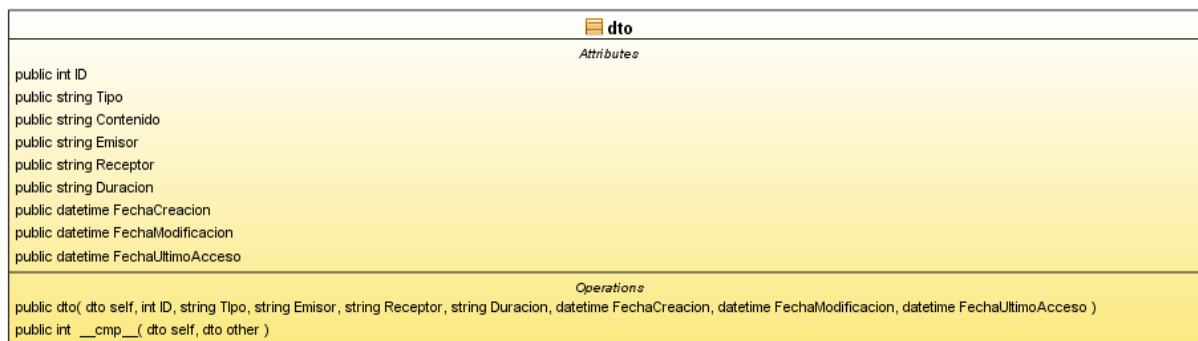 dto
Attributes
public int ID
public string Tipo
public string Contenido
public string Emisor
public string Receptor
public string Duracion
public datetime FechaCreacion
public datetime FechaModificacion
public datetime FechaUltimoAcceso
Operations
public dto( dto self, int ID, string TIpo, string Emisor, string Receptor, string Duracion, datetime FechaCreacion, datetime FechaModificacion, datetime FechaUltimoAcceso )
public int __cmp__( dto self, dto other )